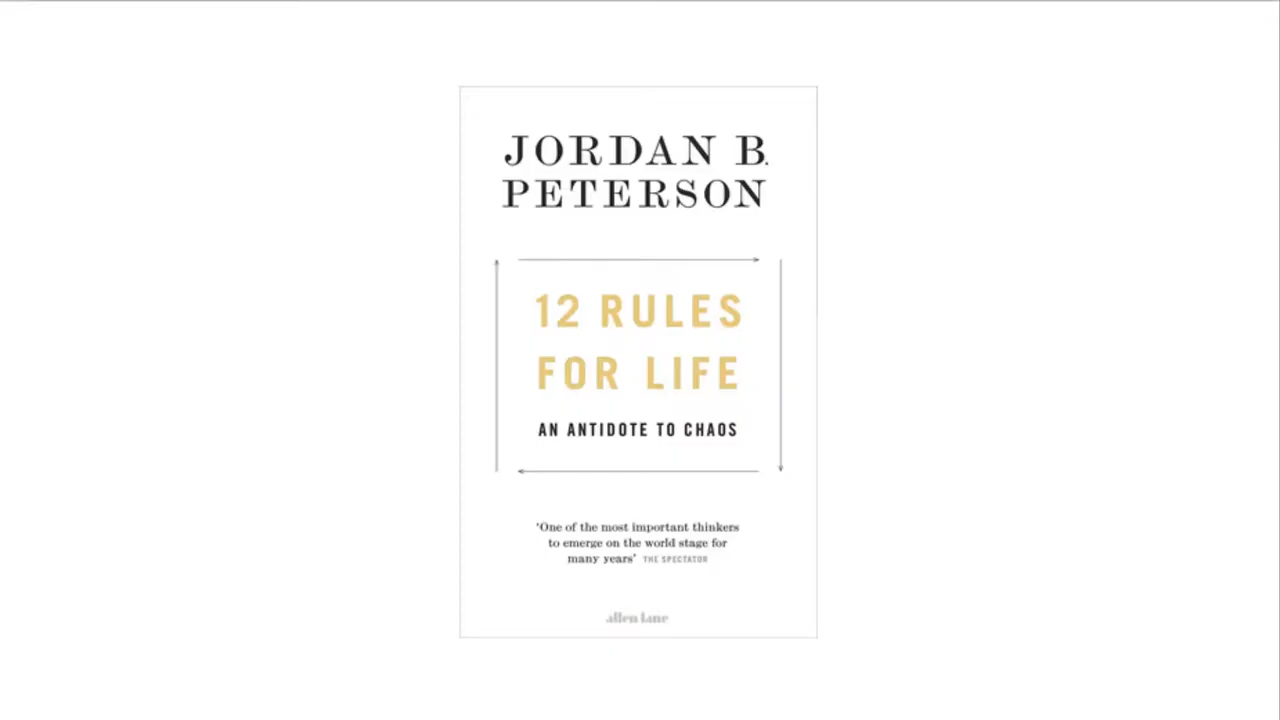 JORDAN B.
PETERSON
12 RULES
FOR LIFE
AN ANTIDOTE TO CHAOS
‘One of the most important thinkers
to emerge on the world stage for
many years’ THE SPECTATOR
allen lane